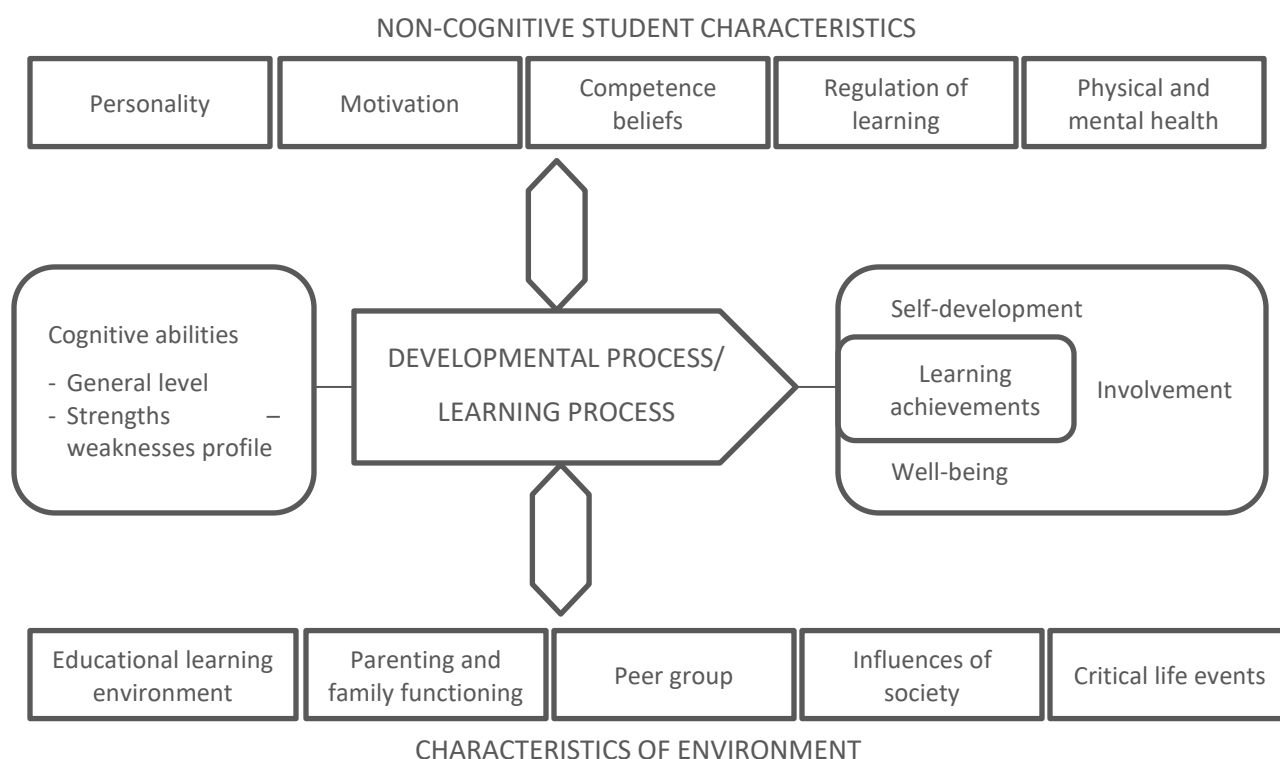 NON-COGNITIVE STUDENT CHARACTERISTICS
Personality
Motivation
Competence
beliefs
Regulation of
learning
Physical and
mental health
Cognitive abilities
- General level
- Strengths –
weaknesses profile
DEVELOPMENTAL PROCESS/
LEARNING PROCESS
Self-development
Learning
achievements
Involvement
Well-being
Educational learning
environment
Parenting and
family functioning
Peer group
Influences of
society
Critical life events
CHARACTERISTICS OF ENVIRONMENT